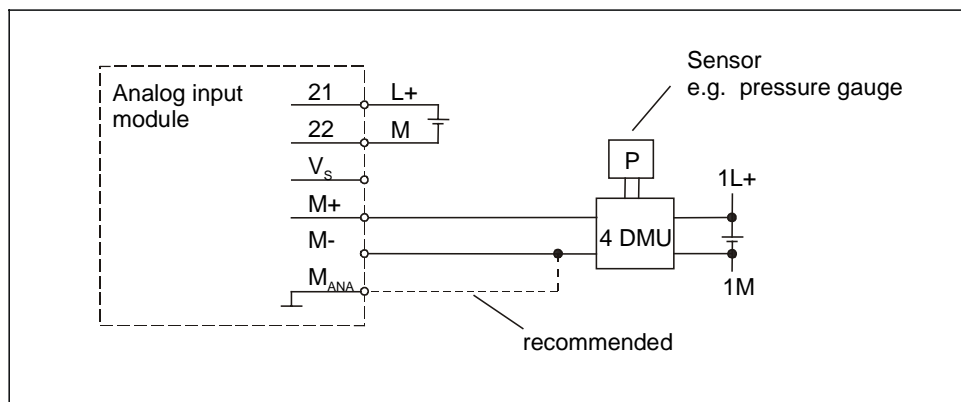 Sensor
e.g. pressure gauge
Analog input
module
21
L+
22
M
VS
P
1L+
M+
4 DMU
M-
MANA
1M
recommended